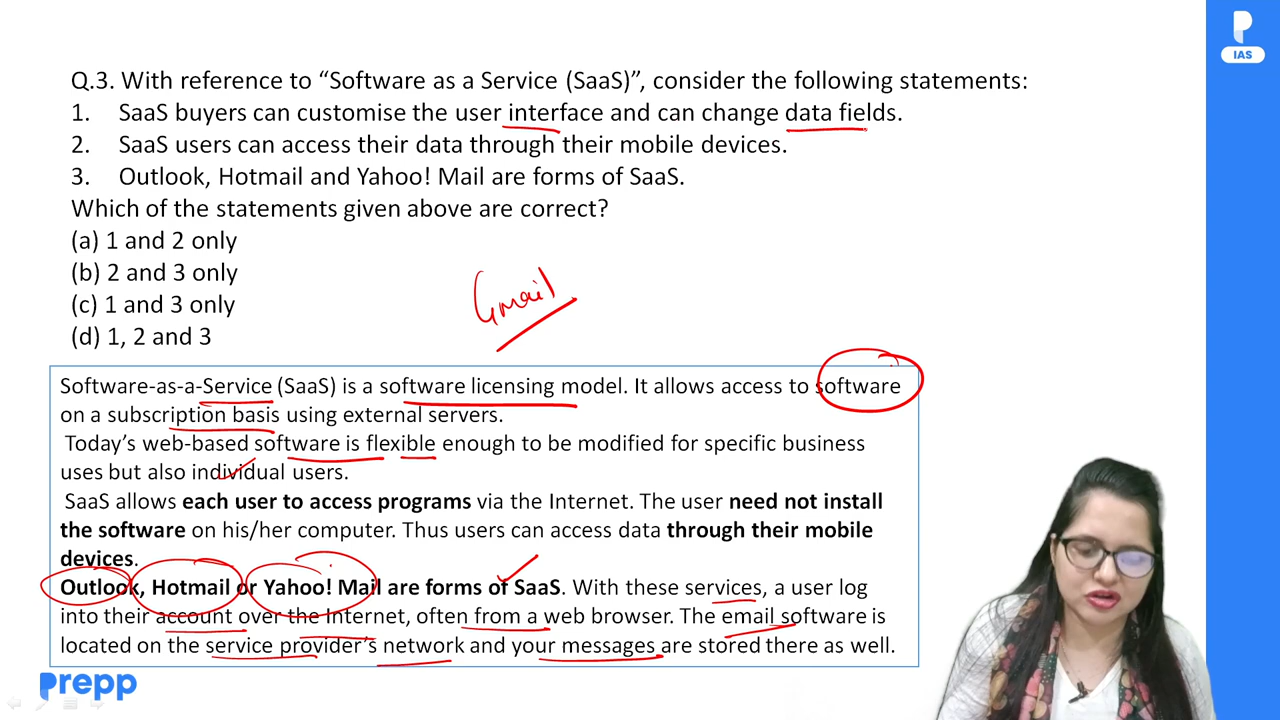 IAS
Q.3. With reference to “Software as a Service (SaaS)”, consider the following statements:
1. SaaS buyers can customise the user interface and can change data fields.
2. SaaS users can access their data through their mobile devices.
3. Outlook, Hotmail and Yahoo! Mail are forms of SaaS.
Which of the statements given above are correct?
(a) 1 and 2 only
(b) 2 and 3 only
(c) 1 and 3 only
(d) 1, 2 and 3
Gmail
Software-as-a-Service (SaaS) is a software licensing model. It allows access to software
on a subscription basis using external servers.
Today’s web-based software is flexible enough to be modified for specific business
uses but also individual users.
SaaS allows each user to access programs via the Internet. The user need not install
the software on his/her computer. Thus users can access data through their mobile
devices.
Outlook, Hotmail or Yahoo! Mail are forms of SaaS. With these services, a user log
into their account over the Internet, often from a web browser. The email software is
located on the service provider’s network and your messages are stored there as well.
prepp